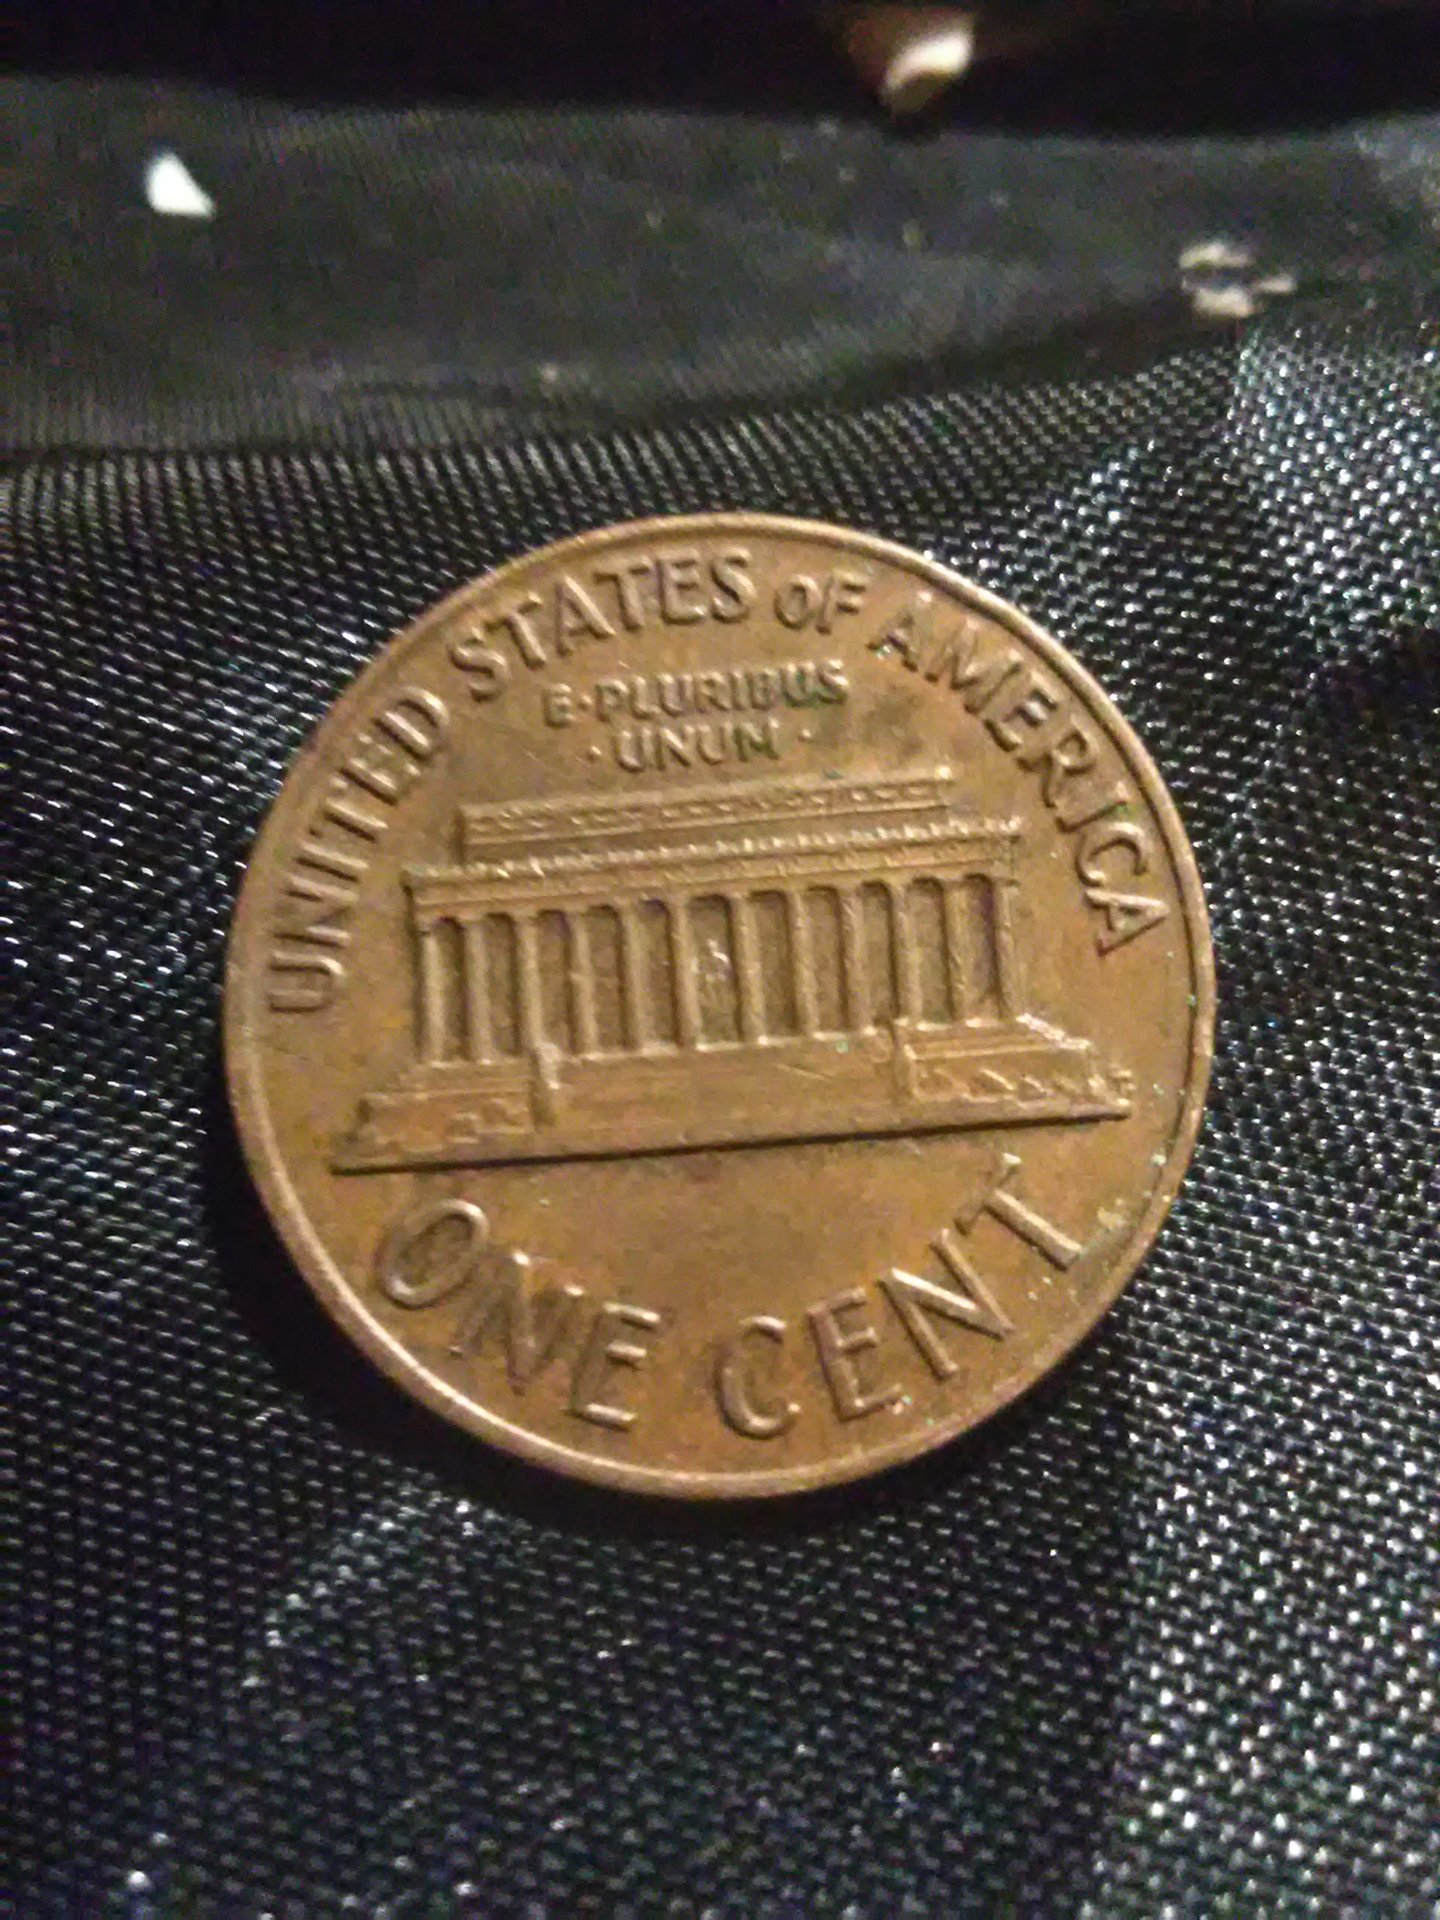 UNITED STATES OF AMERICA
E·PLURIBUS
·UNUM·
ONE CENT